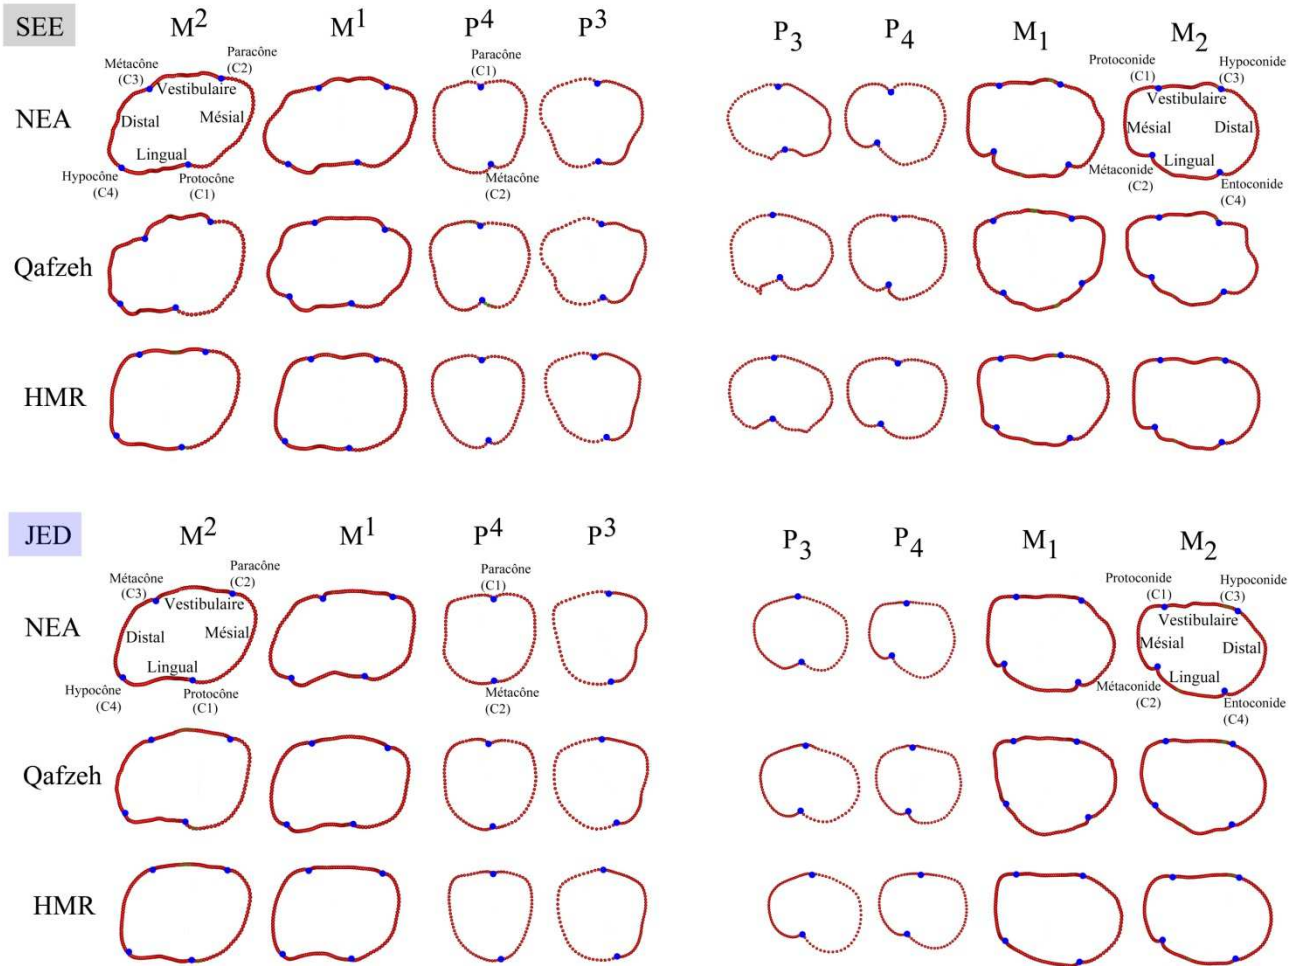 SEE
M2 M1 P4 P3 P3 P4 M1 M2
NEA
Métacône
(C3)
Paracône
(C2)
Vestibulaire
Distal
Mésial
Lingual
Hypocône
(C4)
Protocône
(C1)
Paracône
(C1)
Métacône
(C2)
Protoconide
(C1)
Hypoconide
(C3)
Vestibulaire
Mésial
Distal
Lingual
Métaconide
(C2)
Entoconide
(C4)
Qafzeh
HMR
JED
M2 M1 P4 P3 P3 P4 M1 M2
NEA
Métacône
(C3)
Paracône
(C2)
Vestibulaire
Distal
Mésial
Lingual
Hypocône
(C4)
Protocône
(C1)
Paracône
(C1)
Métacône
(C2)
Protoconide
(C1)
Hypoconide
(C3)
Vestibulaire
Mésial
Distal
Lingual
Métaconide
(C2)
Entoconide
(C4)
Qafzeh
HMR